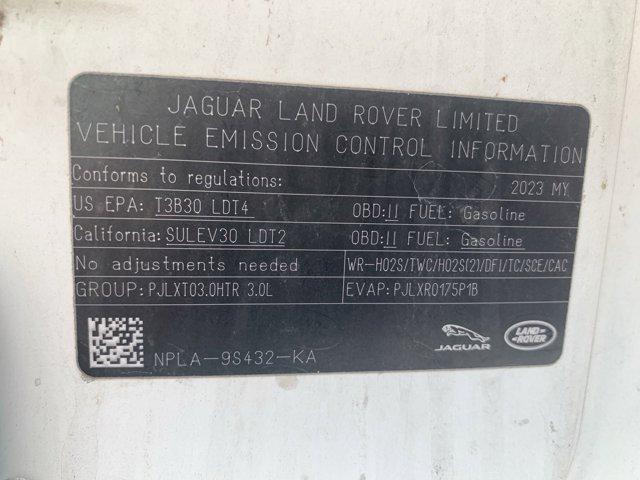 JAGUAR LAND ROVER LIMITED
VEHICLE EMISSION CONTROL INFORMATION
Conforms to regulations: 2023 MY
US EPA: T3B30 LDT4 OBD:II FUEL: Gasoline
California: SULEV30 LDT2 OBD:II FUEL: Gasoline
No adjustments needed WR-HO2S/TWC/HO2S(2)/DFI/TC/SCE/CAC
GROUP: PJLXT03.0HTR 3.0L EVAP: PJLXR0175P1B
NPLA-9S432-KA
JAGUAR
LAND
ROVER